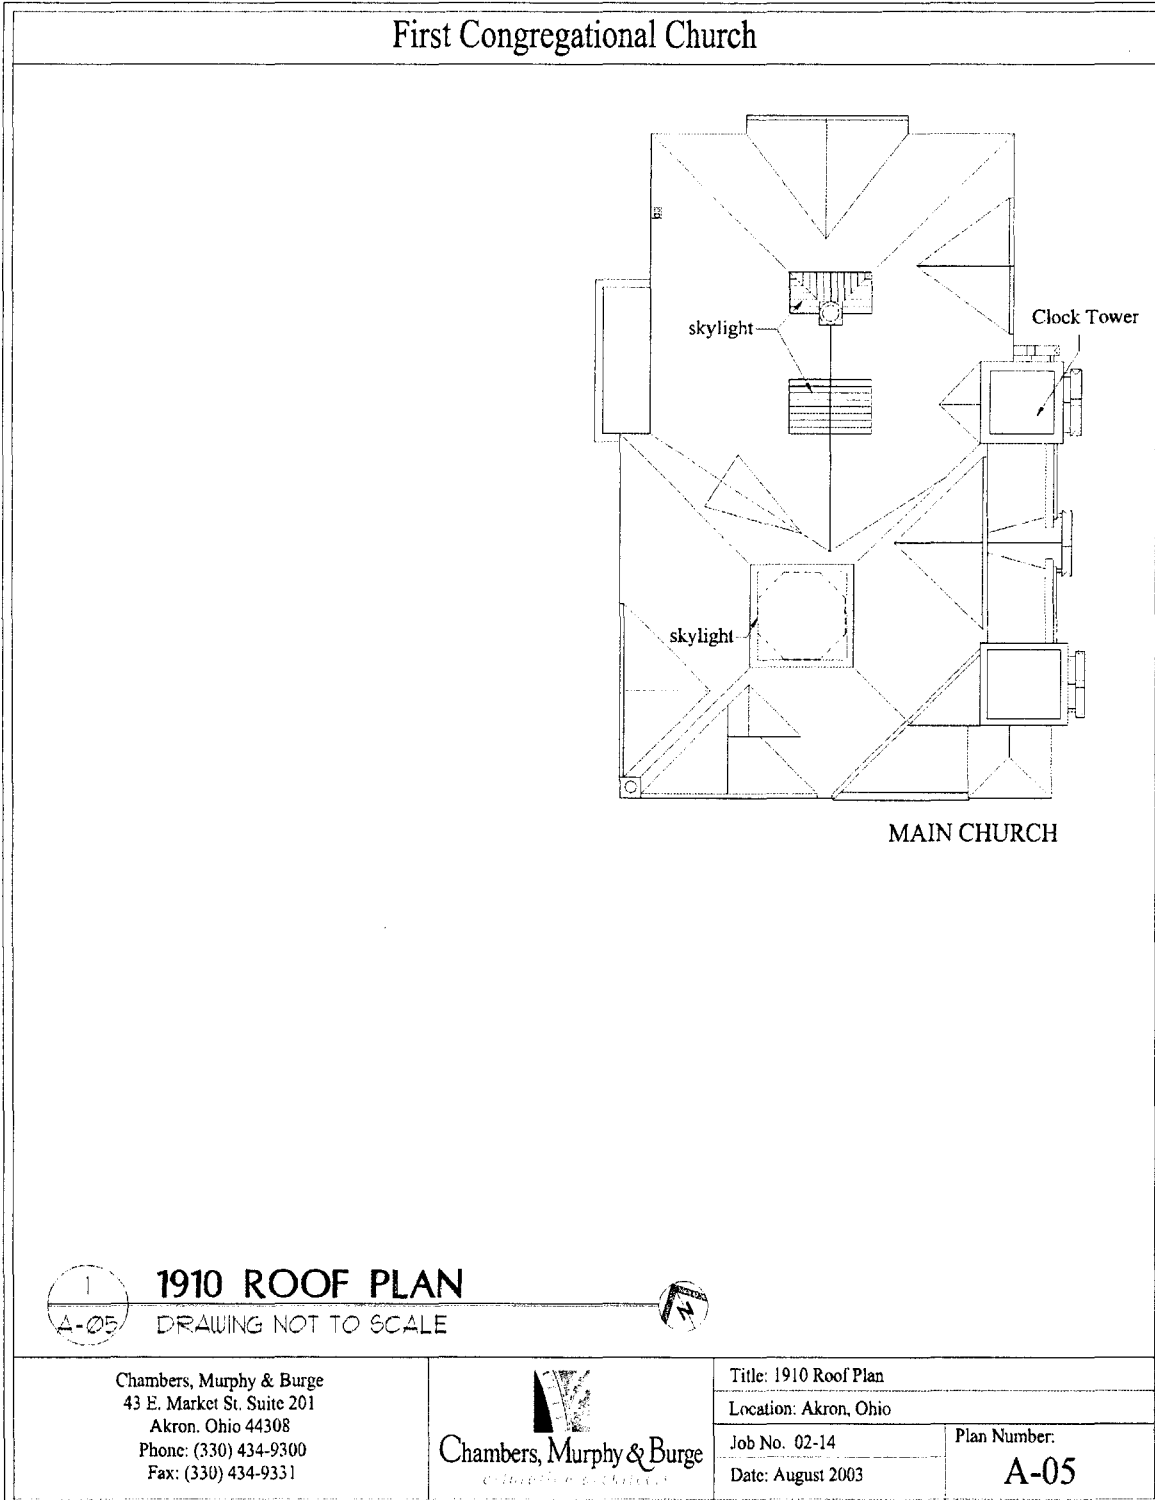 First Congregational Church
skylight
Clock Tower
skylight
MAIN CHURCH
1
A-05
1910 ROOF PLAN
DRAWING NOT TO SCALE
N
Chambers, Murphy & Burge
43 E. Market St. Suite 201
Akron. Ohio 44308
Phone: (330) 434-9300
Fax: (330) 434-9331
Chambers, Murphy & Burge
Title: 1910 Roof Plan
Location: Akron, Ohio
Job No. 02-14
Date: August 2003
Plan Number:
A-05